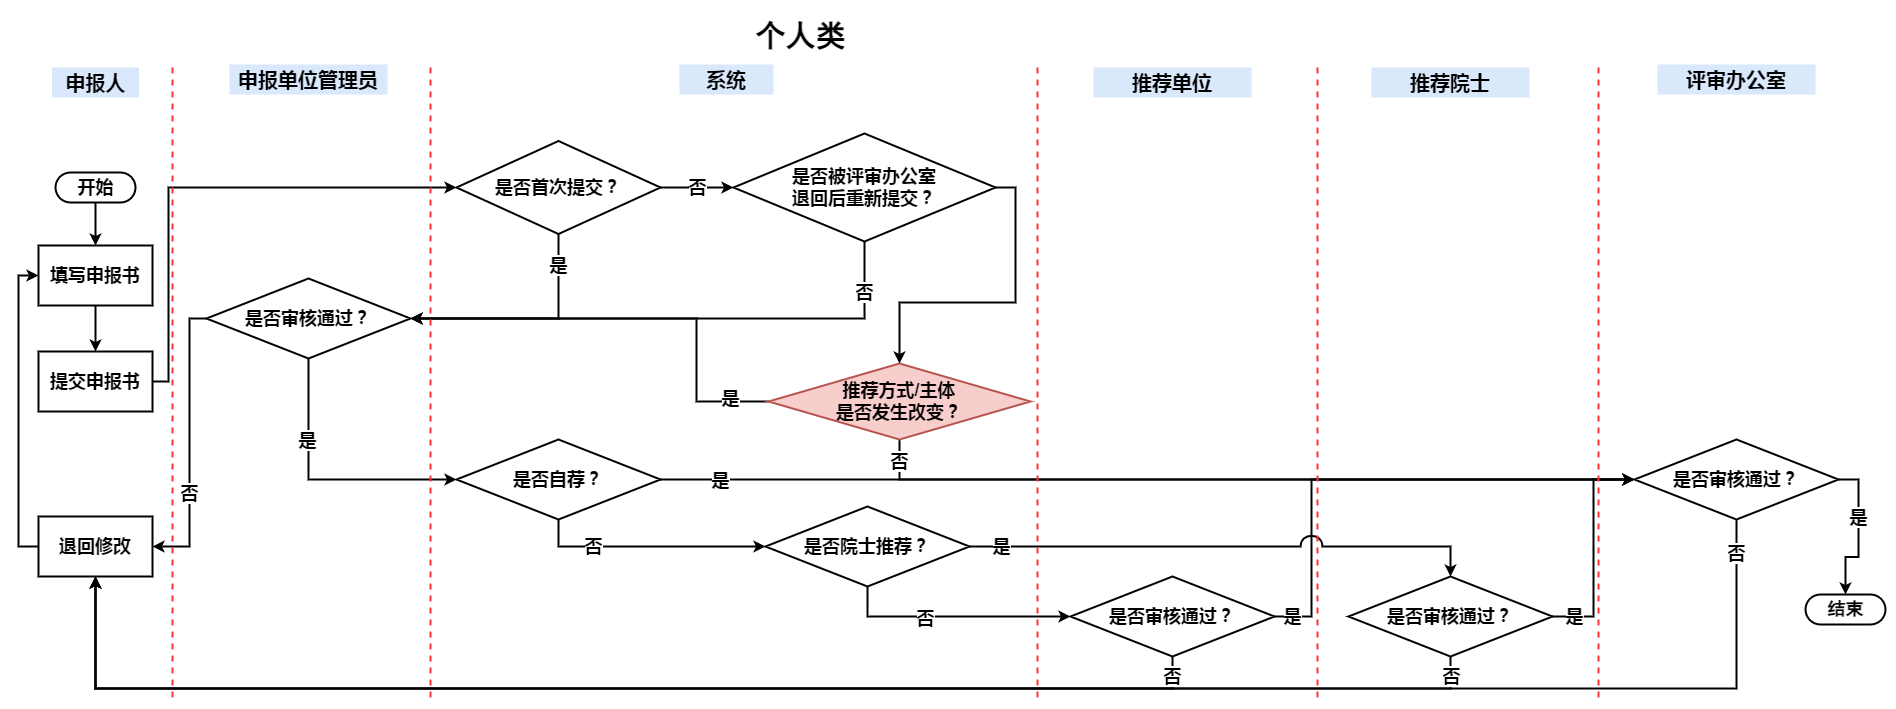 个人类
申报人
申报单位管理员
系统
推荐单位
推荐院士
评审办公室
开始
是否首次提交？
否
是否被评审办公室
退回后重新提交？
填写申报书
是
否
是否审核通过？
提交申报书
推荐方式/主体
是否发生改变？
是
是
否
是否自荐？
是
是否审核通过？
否
是
退回修改
否
是否院士推荐？
是
否
结束
否
是否审核通过？
是
是否审核通过？
是
否
否